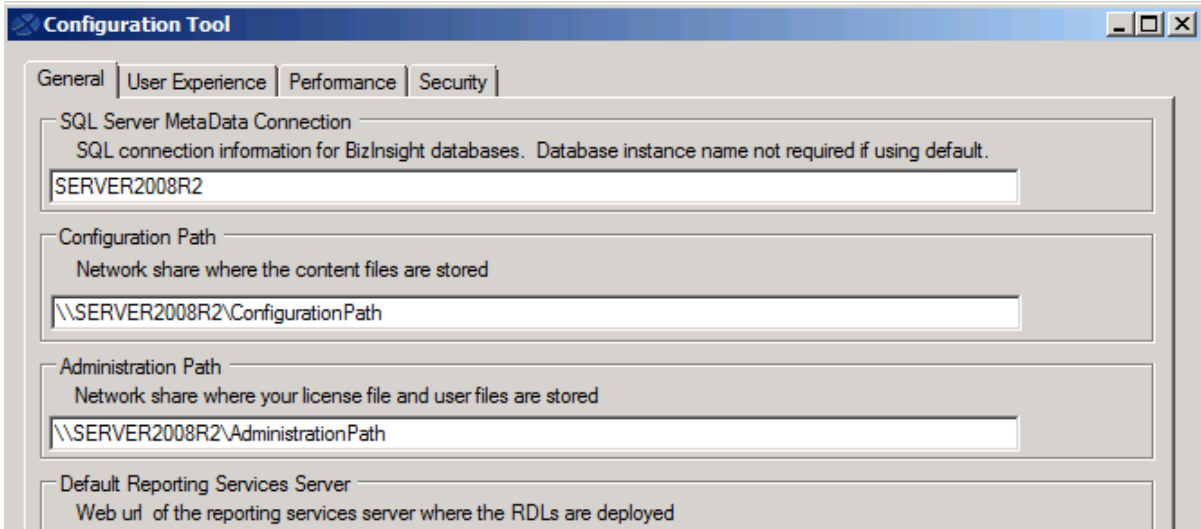 Configuration Tool
General User Experience Performance Security
SQL Server MetaData Connection
SQL connection information for BizInsight databases.  Database instance name not required if using default.
SERVER2008R2
Configuration Path
Network share where the content files are stored
\\SERVER2008R2\ConfigurationPath
Administration Path
Network share where your license file and user files are stored
\\SERVER2008R2\AdministrationPath
Default Reporting Services Server
Web url  of the reporting services server where the RDLs are deployed